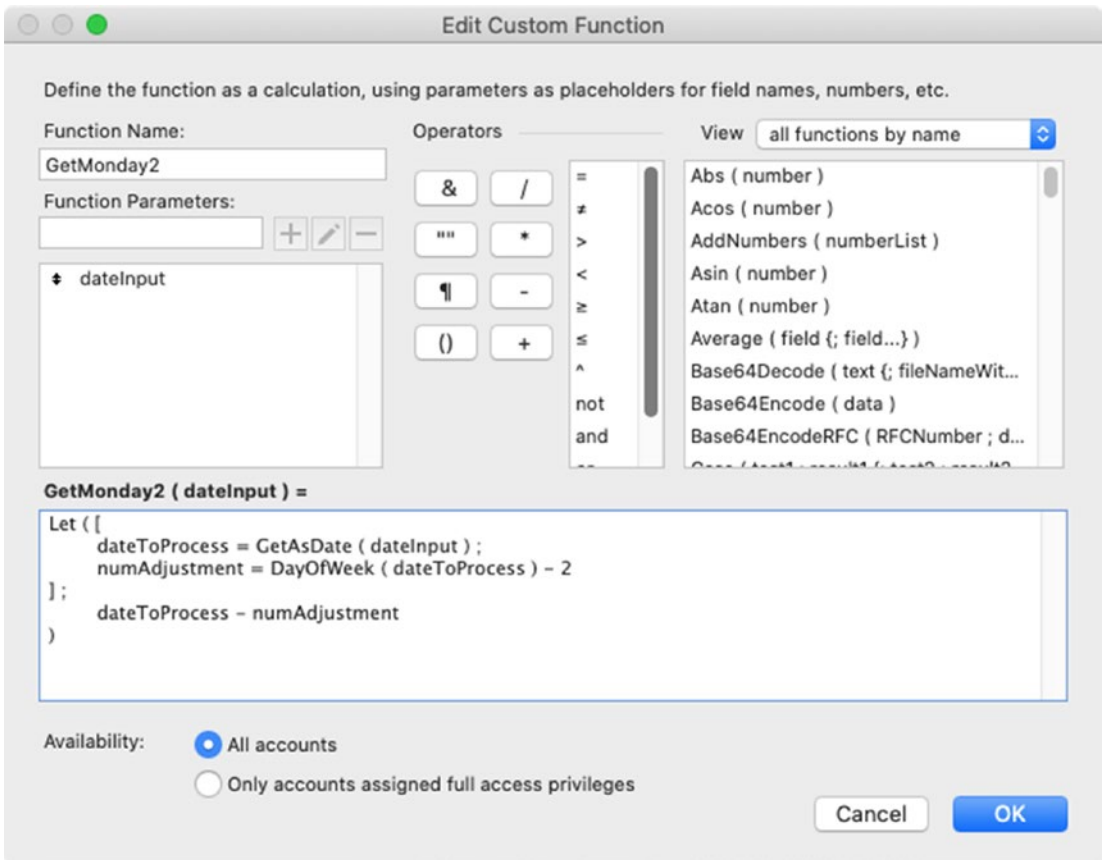 Edit Custom Function
Define the function as a calculation, using parameters as placeholders for field names, numbers, etc.
Function Name:
GetMonday2
Function Parameters:
dateInput
Operators
&
/
""
*
¶
-
()
+
=
≠
>
<
≥
≤
^
not
and
View
all functions by name
Abs ( number )
Acos ( number )
AddNumbers ( numberList )
Asin ( number )
Atan ( number )
Average ( field {; field...} )
Base64Decode ( text {; fileNameWit...
Base64Encode ( data )
Base64EncodeRFC ( RFCNumber ; d...
GetMonday2 ( dateInput ) =
Let ( [
dateToProcess = GetAsDate ( dateInput ) ;
numAdjustment = DayOfWeek ( dateToProcess ) - 2
] ;
dateToProcess - numAdjustment
)
Availability:
All accounts
Only accounts assigned full access privileges
Cancel
OK